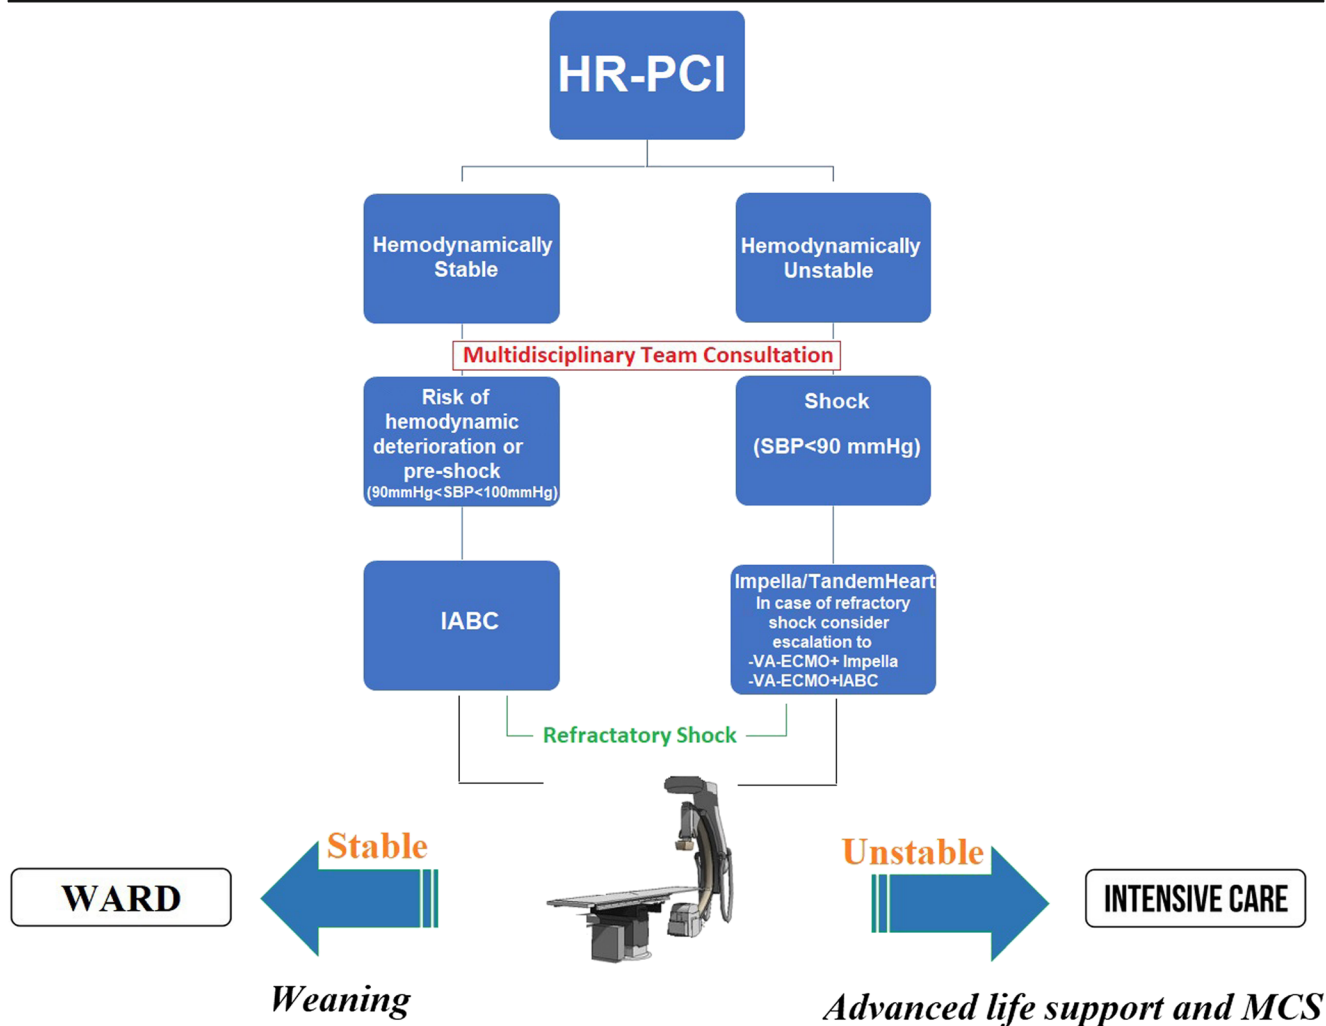 HR-PCI
Hemodynamically
Stable
Hemodynamically
Unstable
Multidisciplinary Team Consultation
Risk of
hemodynamic
deterioration or
pre-shock
(90mmHg<SBP<100mmHg)
Shock
(SBP<90 mmHg)
IABC
Impella/TandemHeart
In case of refractory
shock consider
escalation to
-VA-ECMO+ Impella
-VA-ECMO+IABC
Refractatory Shock
Stable
Unstable
WARD
INTENSIVE CARE
Weaning
Advanced life support and MCS